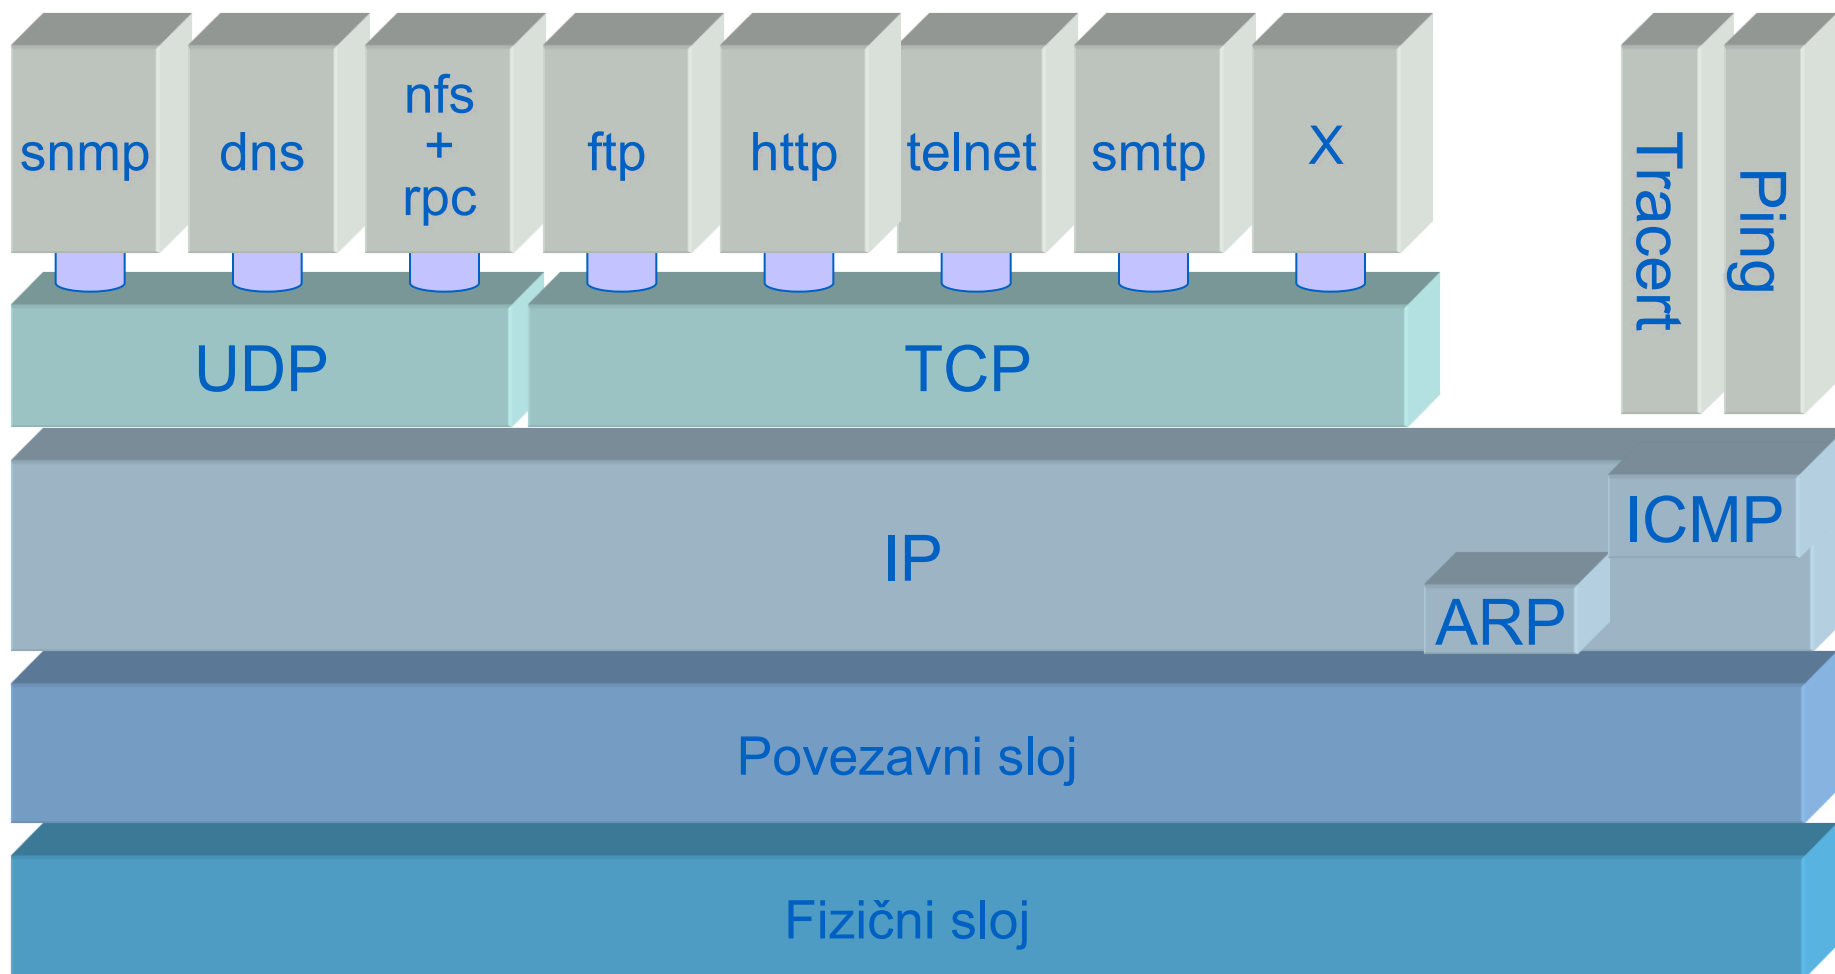 snmp
dns
nfs
+
rpc
ftp
http
telnet
smtp
X
Tracert
Ping
UDP
TCP
IP
ICMP
ARP
Povezavni sloj
Fizični sloj